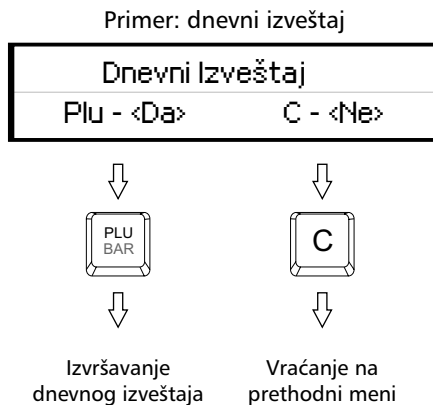 Primer: dnevni izveštaj
Dnevni Izveštaj
Plu - <Da> C - <Ne>
PLU C
BAR
Izvršavanje Vraćanje na
dnevnog izveštaja prethodni meni